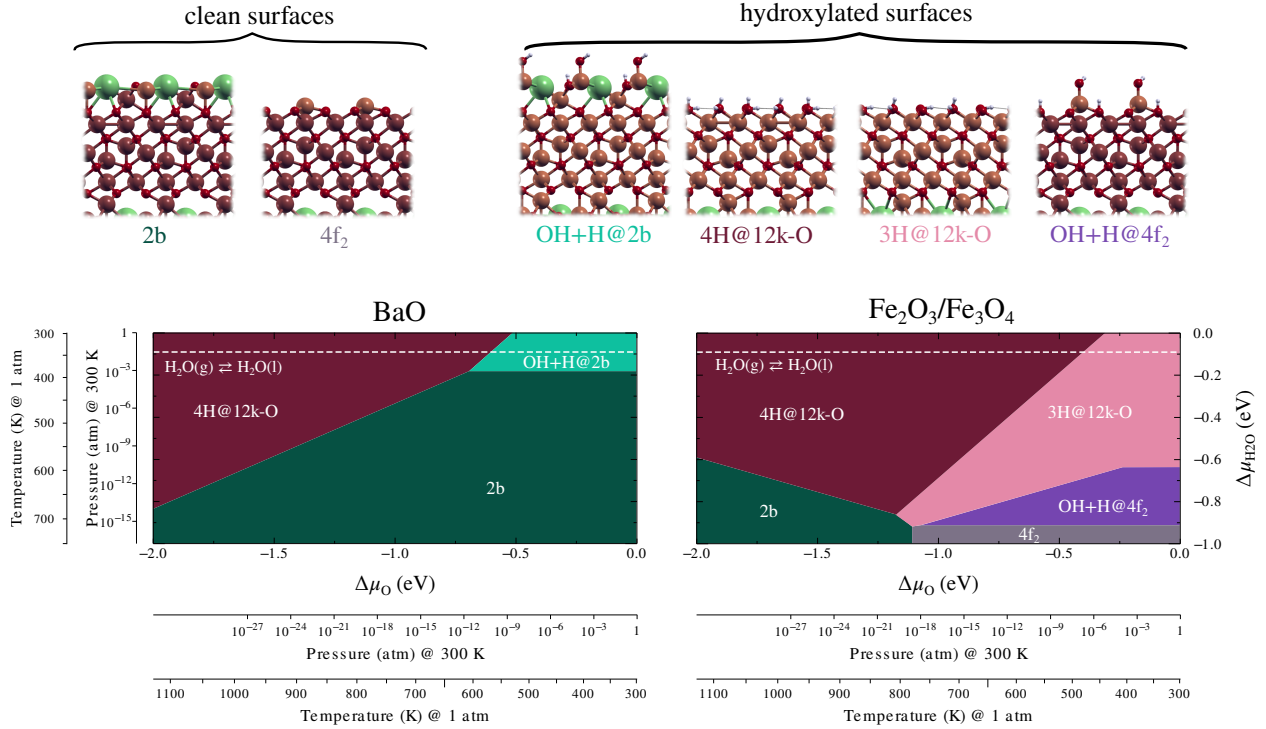 clean surfaces
hydroxylated surfaces
2b
4f₂
OH+H@2b
4H@12k-O
3H@12k-O
OH+H@4f₂
BaO
Fe₂O₃/Fe₃O₄
Temperature (K) @ 1 atm
300
400
500
600
700
Pressure (atm) @ 300 K
1
10⁻³
10⁻⁶
10⁻⁹
10⁻¹²
10⁻¹⁵
H₂O(g) ⇄ H₂O(l)
OH+H@2b
4H@12k-O
2b
-2.0 -1.5 -1.0 -0.5 0.0
Δμ_O (eV)
H₂O(g) ⇄ H₂O(l)
4H@12k-O
3H@12k-O
2b
OH+H@4f₂
4f₂
-2.0 -1.5 -1.0 -0.5 0.0
Δμ_O (eV)
0.0
-0.2
-0.4
-0.6
-0.8
-1.0
Δμ_H2O (eV)
10⁻²⁷ 10⁻²⁴ 10⁻²¹ 10⁻¹⁸ 10⁻¹⁵ 10⁻¹² 10⁻⁹ 10⁻⁶ 10⁻³ 1
Pressure (atm) @ 300 K
10⁻²⁷ 10⁻²⁴ 10⁻²¹ 10⁻¹⁸ 10⁻¹⁵ 10⁻¹² 10⁻⁹ 10⁻⁶ 10⁻³ 1
Pressure (atm) @ 300 K
1100 1000 900 800 700 600 500 400 300
Temperature (K) @ 1 atm
1100 1000 900 800 700 600 500 400 300
Temperature (K) @ 1 atm